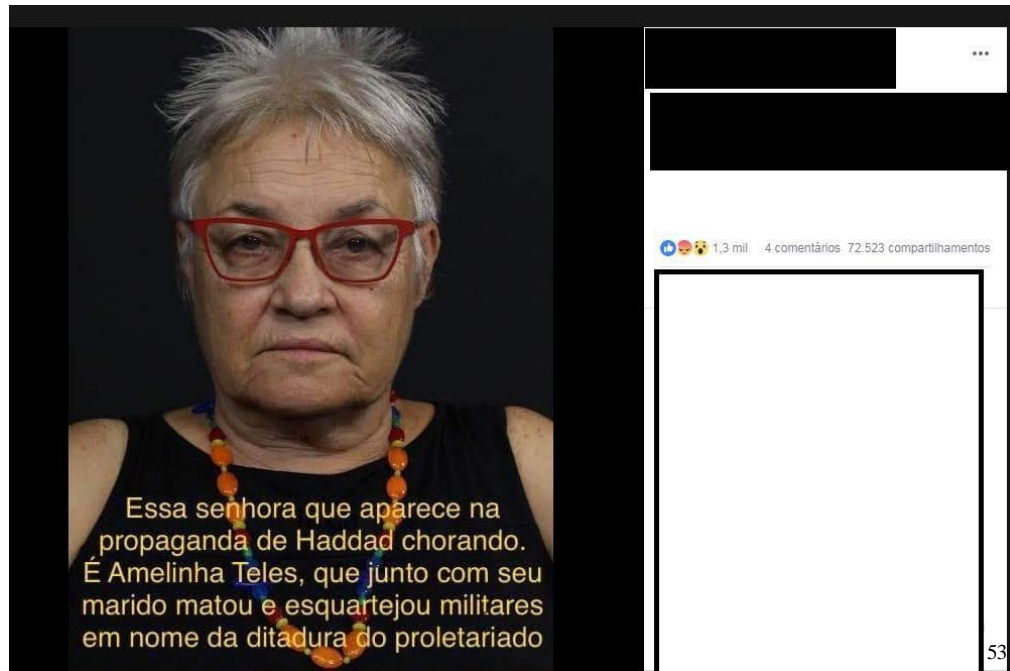 ...
1,3 mil 4 comentários 72.523 compartilhamentos
Essa senhora que aparece na
propaganda de Haddad chorando.
É Amelinha Teles, que junto com seu
marido matou e esquartejou militares
em nome da ditadura do proletariado
53